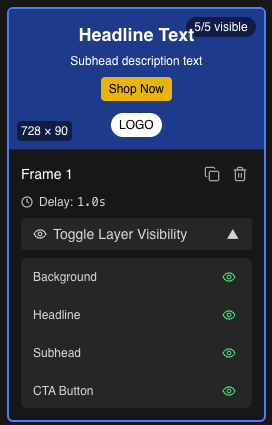 5/5 visible
Headline Text
Subhead description text
Shop Now
LOGO
728 × 90
Frame 1
Delay: 1.0s
Toggle Layer Visibility ▲
Background
Headline
Subhead
CTA Button